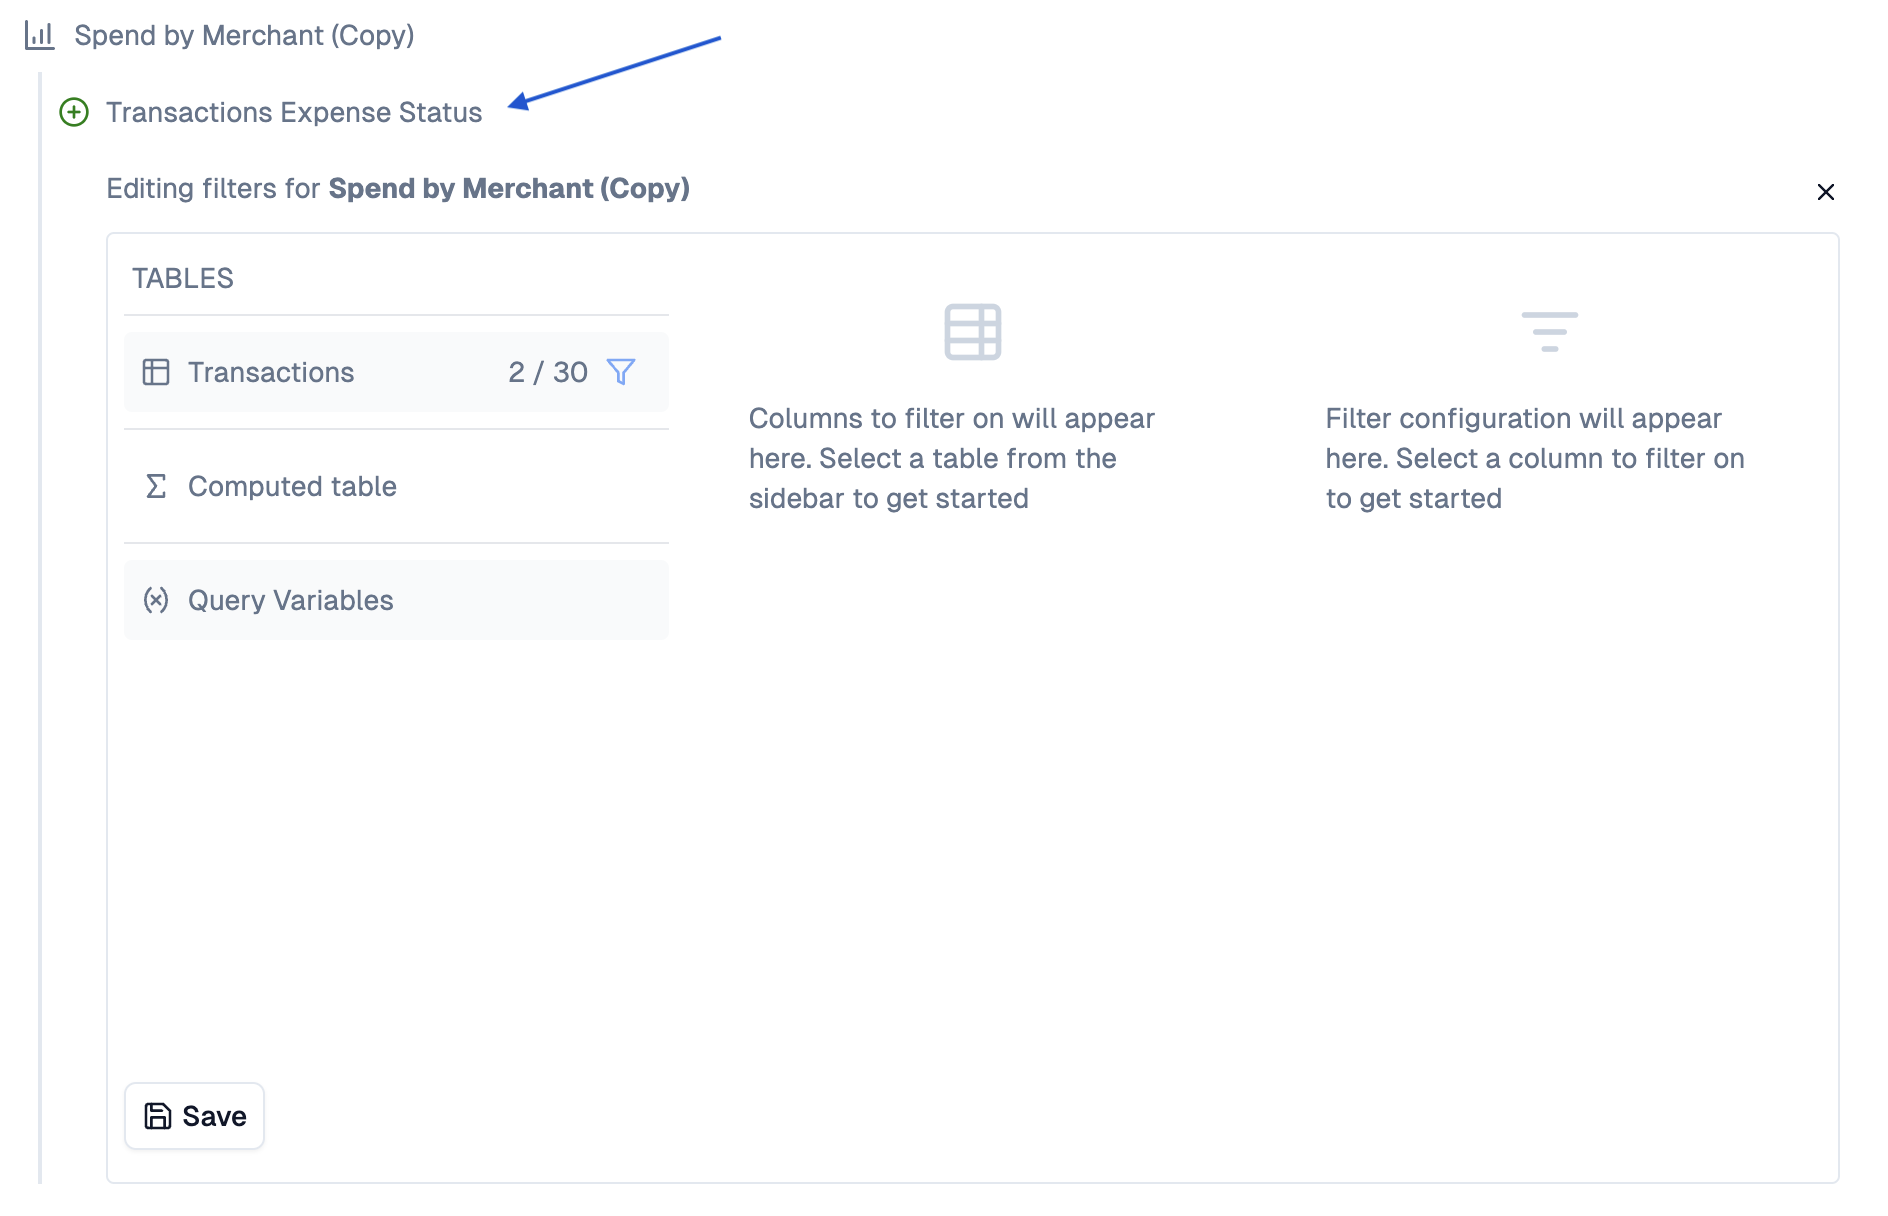 Spend by Merchant (Copy)
Transactions Expense Status
Editing filters for Spend by Merchant (Copy)
TABLES
Transactions 2 / 30
Computed table
Query Variables
Columns to filter on will appear
here. Select a table from the
sidebar to get started
Filter configuration will appear
here. Select a column to filter on
to get started
Save